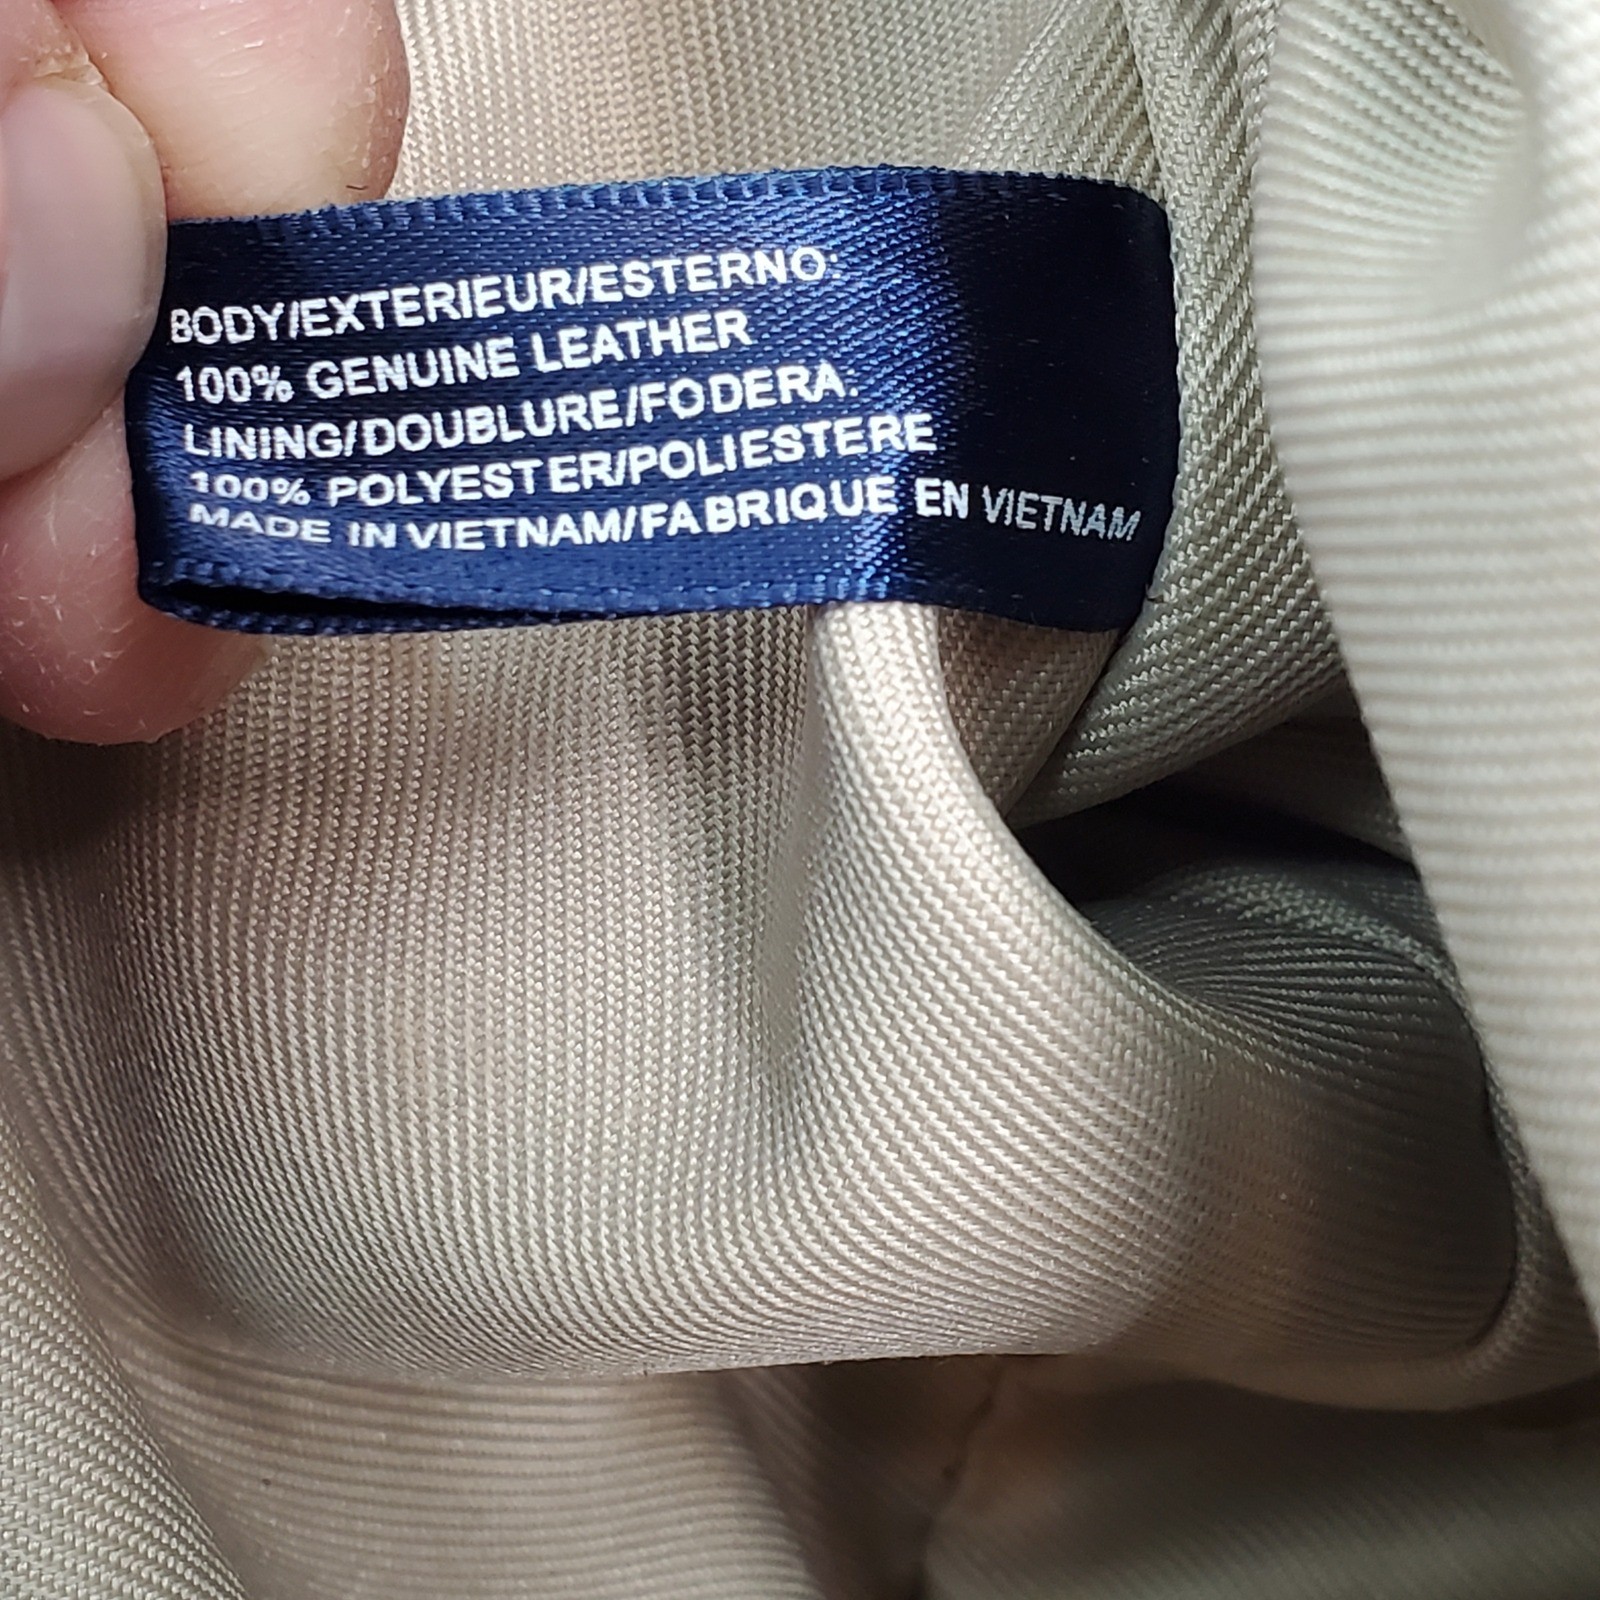 BODY/EXTERIEUR/ESTERNO:
100% GENUINE LEATHER
LINING/DOUBLURE/FODERA:
100% POLYESTER/POLIESTERE
MADE IN VIETNAM/FABRIQUE EN VIETNAM